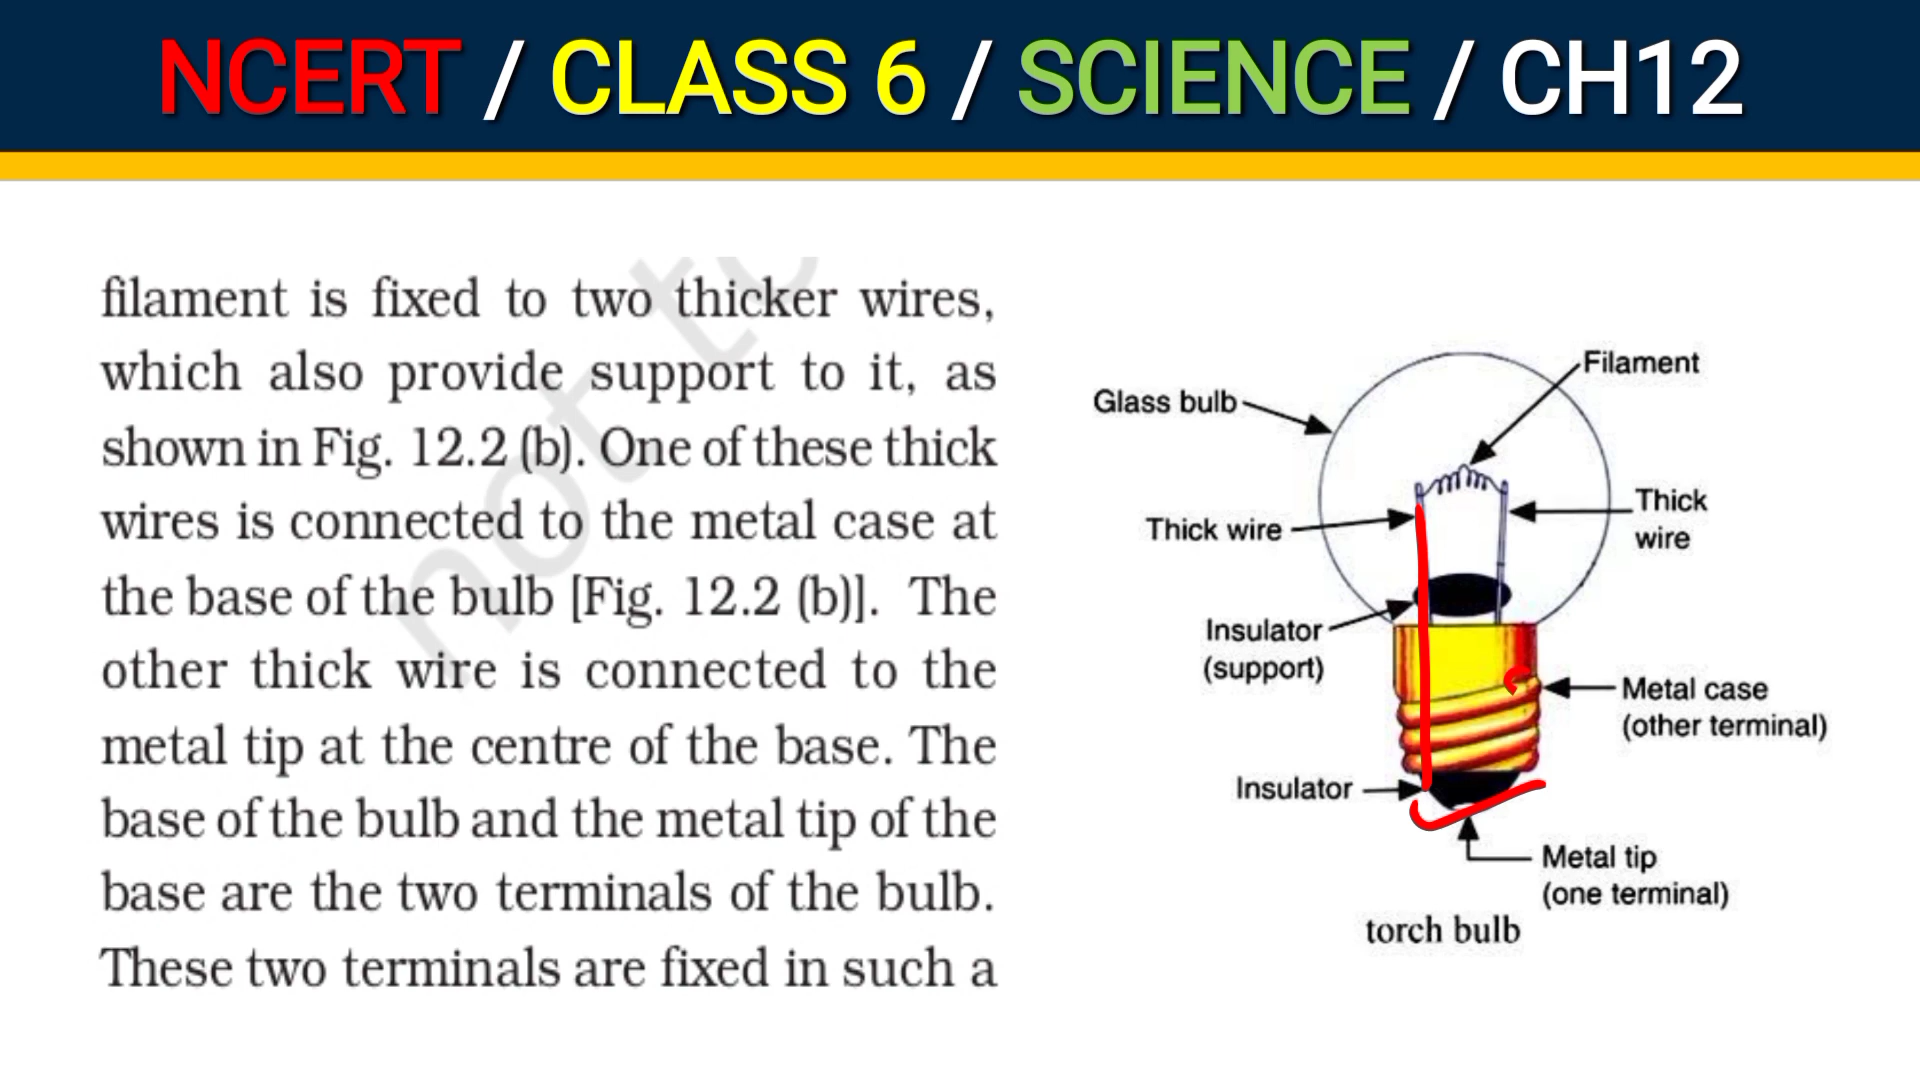 NCERT / CLASS 6 / SCIENCE / CH12
filament is fixed to two thicker wires,
which also provide support to it, as
shown in Fig. 12.2 (b). One of these thick
wires is connected to the metal case at
the base of the bulb [Fig. 12.2 (b)]. The
other thick wire is connected to the
metal tip at the centre of the base. The
base of the bulb and the metal tip of the
base are the two terminals of the bulb.
These two terminals are fixed in such a
not
Filament
Glass bulb
Thick
wire
Thick wire
Insulator
(support)
Metal case
(other terminal)
Insulator
Metal tip
(one terminal)
torch bulb